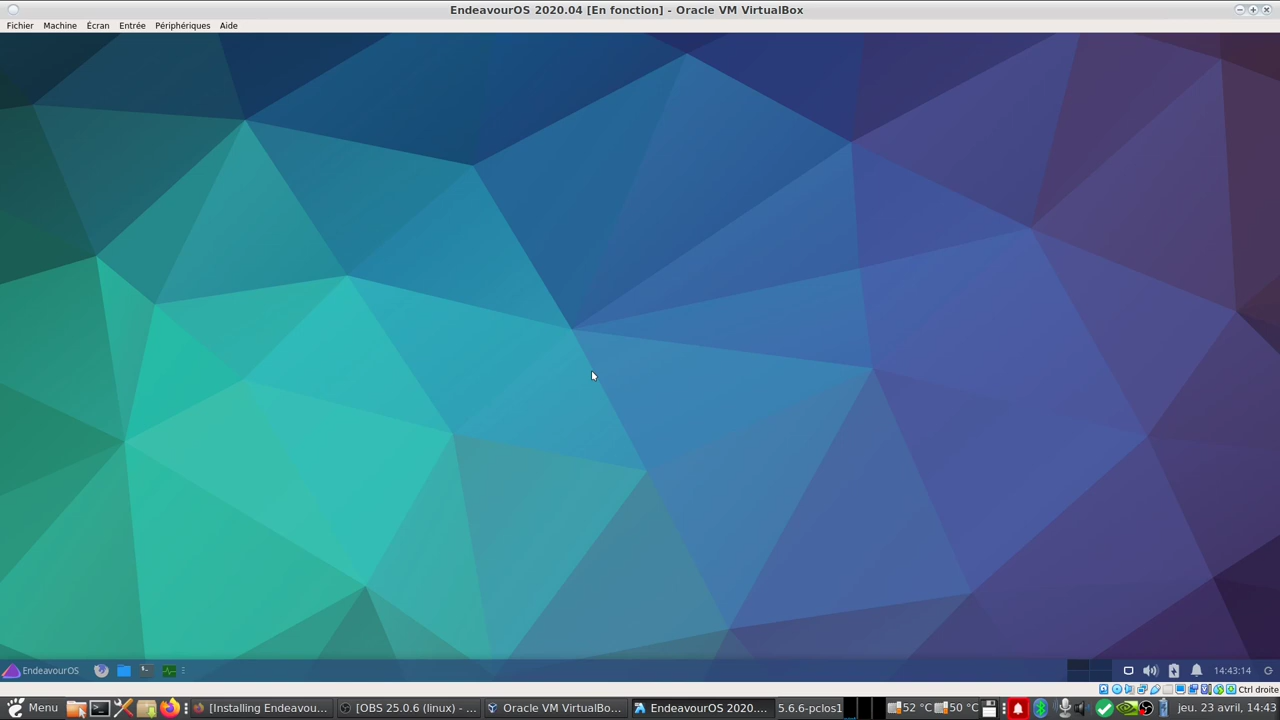 EndeavourOS 2020.04 [En fonction] - Oracle VM VirtualBox
Fichier Machine Écran Entrée Périphériques Aide
EndeavourOS 14:43:14
Ctrl droite
Menu [Installing Endeavou... [OBS 25.0.6 (linux) - ... Oracle VM VirtualBo... EndeavourOS 2020.... 5.6.6-pclos1 52 °C 50 °C jeu. 23 avril, 14:43